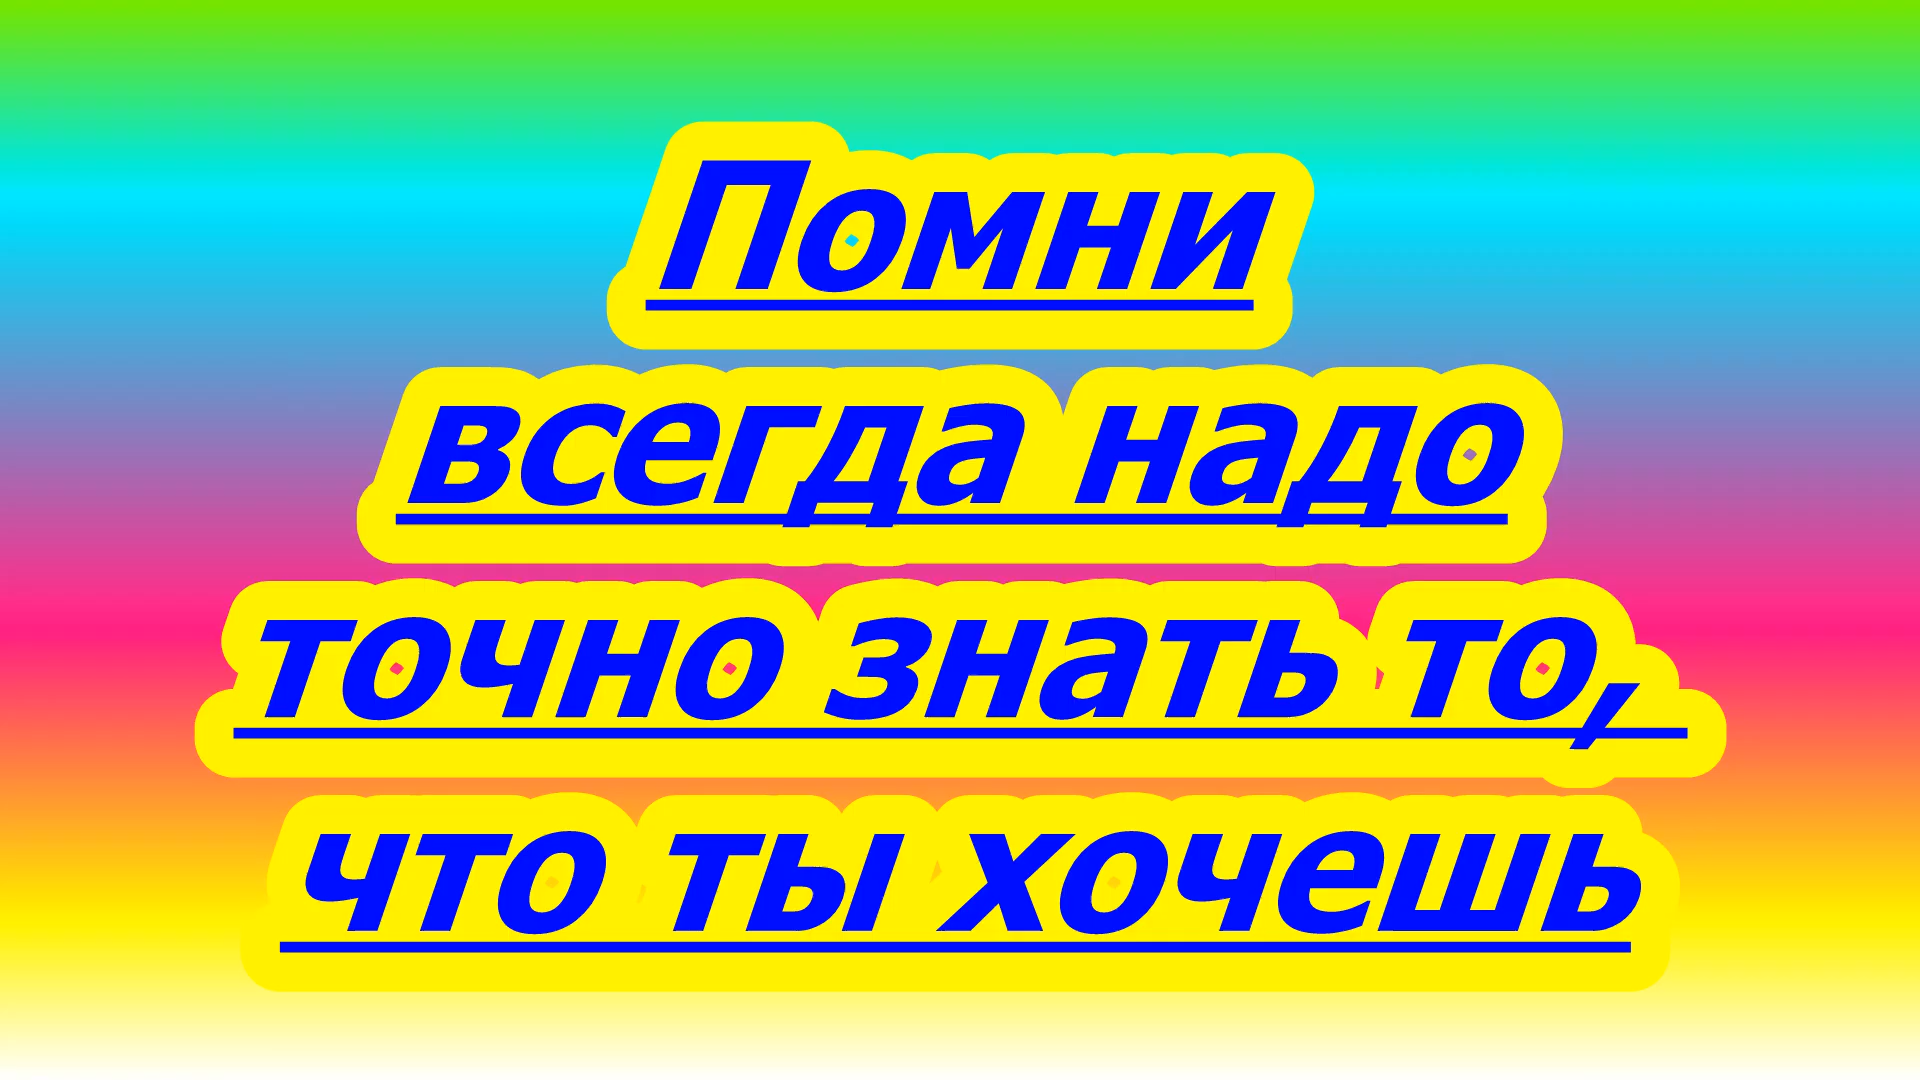 Помни
всегда надо
точно знать то,
что ты хочешь